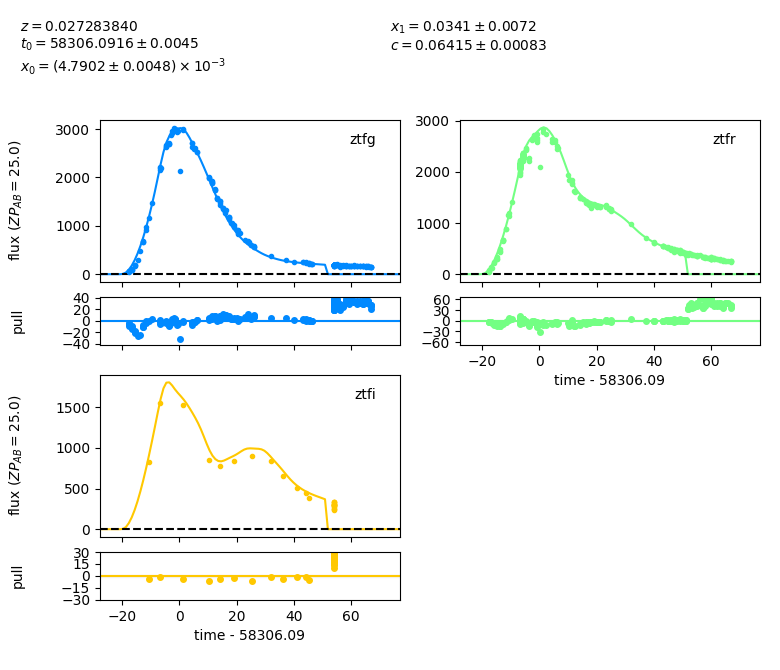 z = 0.027283840
t₀ = 58306.0916 ± 0.0045
x₀ = (4.7902 ± 0.0048) × 10⁻³
x₁ = 0.0341 ± 0.0072
c = 0.06415 ± 0.00083
flux (ZP_AB = 25.0)
3000
2000
1000
0
ztfg
3000
2000
1000
0
ztfr
pull
40
20
0
−20
−40
60
30
0
−30
−60
−20 0 20 40 60
time - 58306.09
flux (ZP_AB = 25.0)
1500
1000
500
0
ztfi
pull
30
15
0
−15
−30
−20 0 20 40 60
time - 58306.09